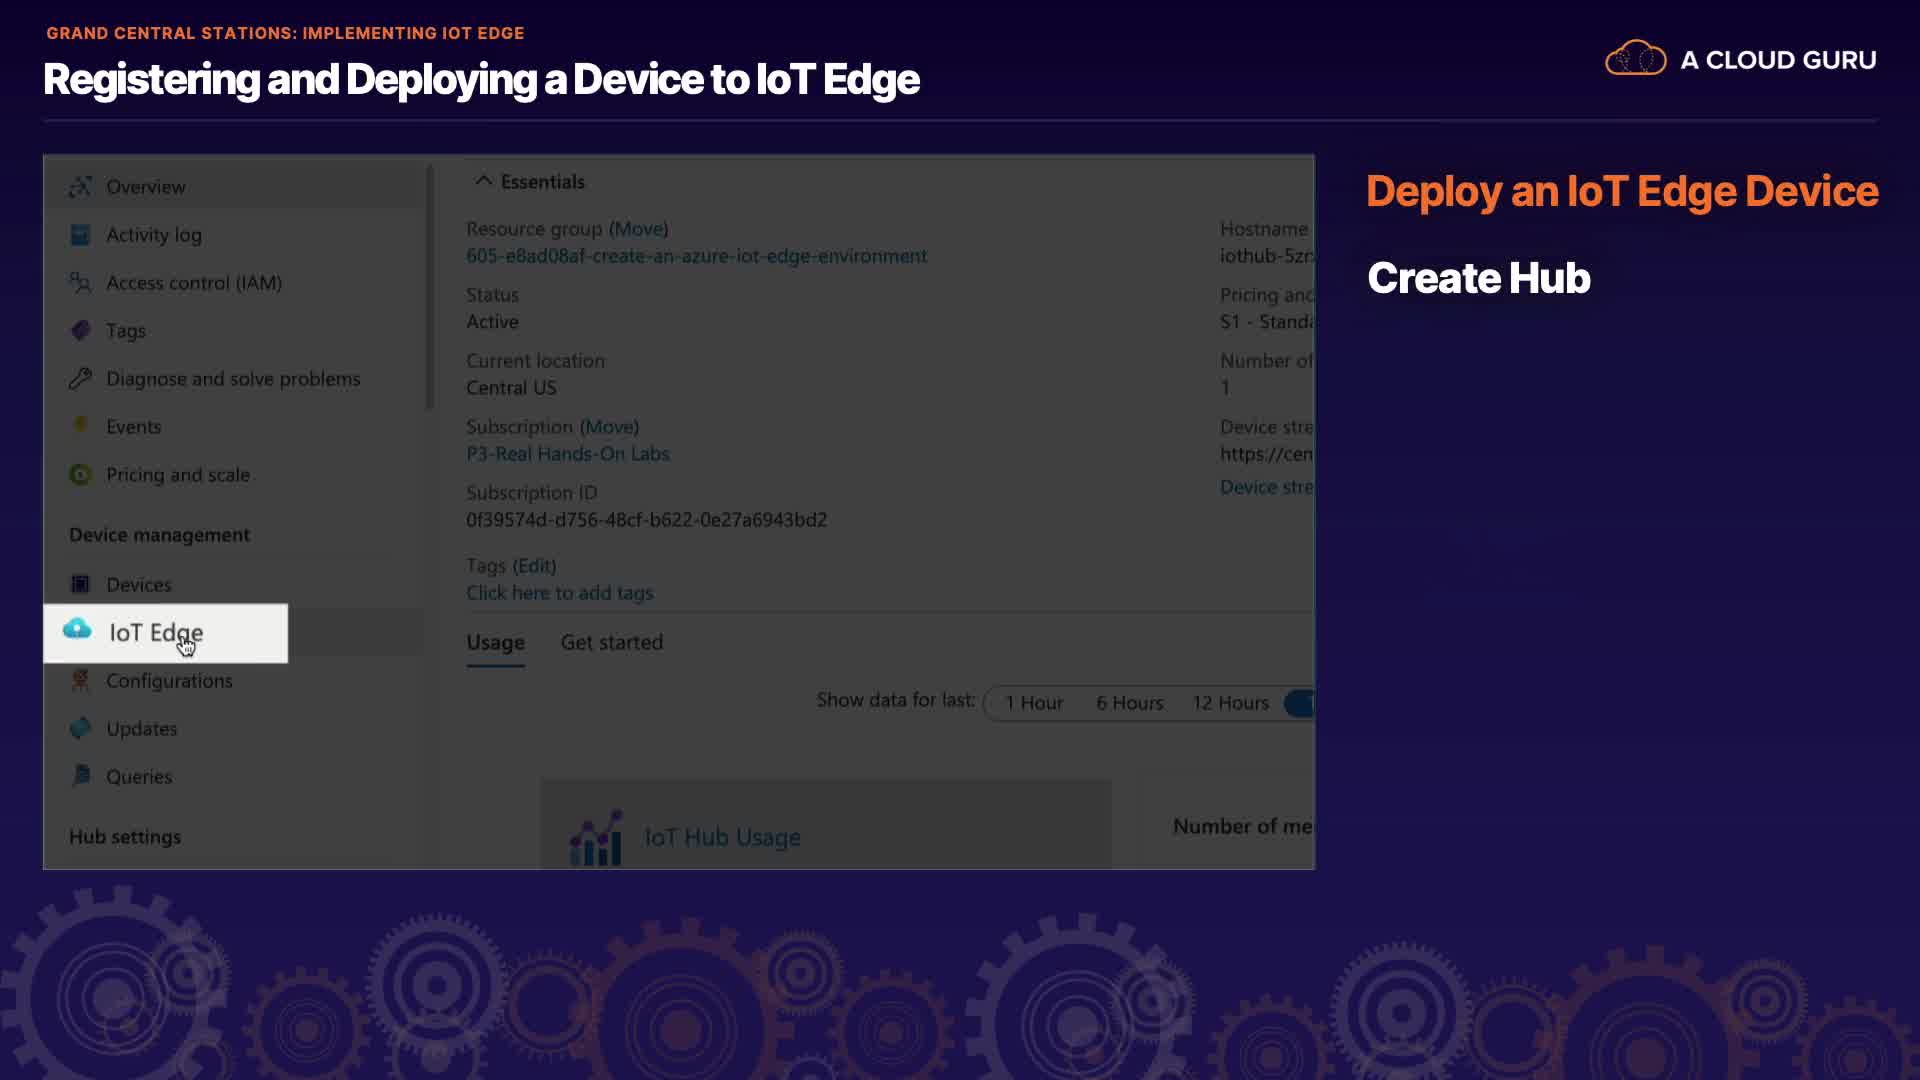 GRAND CENTRAL STATIONS: IMPLEMENTING IOT EDGE
Registering and Deploying a Device to IoT Edge
A CLOUD GURU
Overview
Activity log
Access control (IAM)
Tags
Diagnose and solve problems
Events
Pricing and scale
Device management
Devices
IoT Edge
Configurations
Updates
Queries
Hub settings
Essentials
Resource group (Move)
605-e8ad08af-create-an-azure-iot-edge-environment
Status
Active
Current location
Central US
Subscription (Move)
P3-Real Hands-On Labs
Subscription ID
0f39574d-d756-48cf-b622-0e27a6943bd2
Tags (Edit)
Click here to add tags
Hostname
iothub-5zr
Pricing and
S1 - Standa
Number of
1
Device stre
https://cen
Device stre
Usage Get started
Show data for last: 1 Hour 6 Hours 12 Hours 1
IoT Hub Usage
Number of me
Deploy an IoT Edge Device
Create Hub